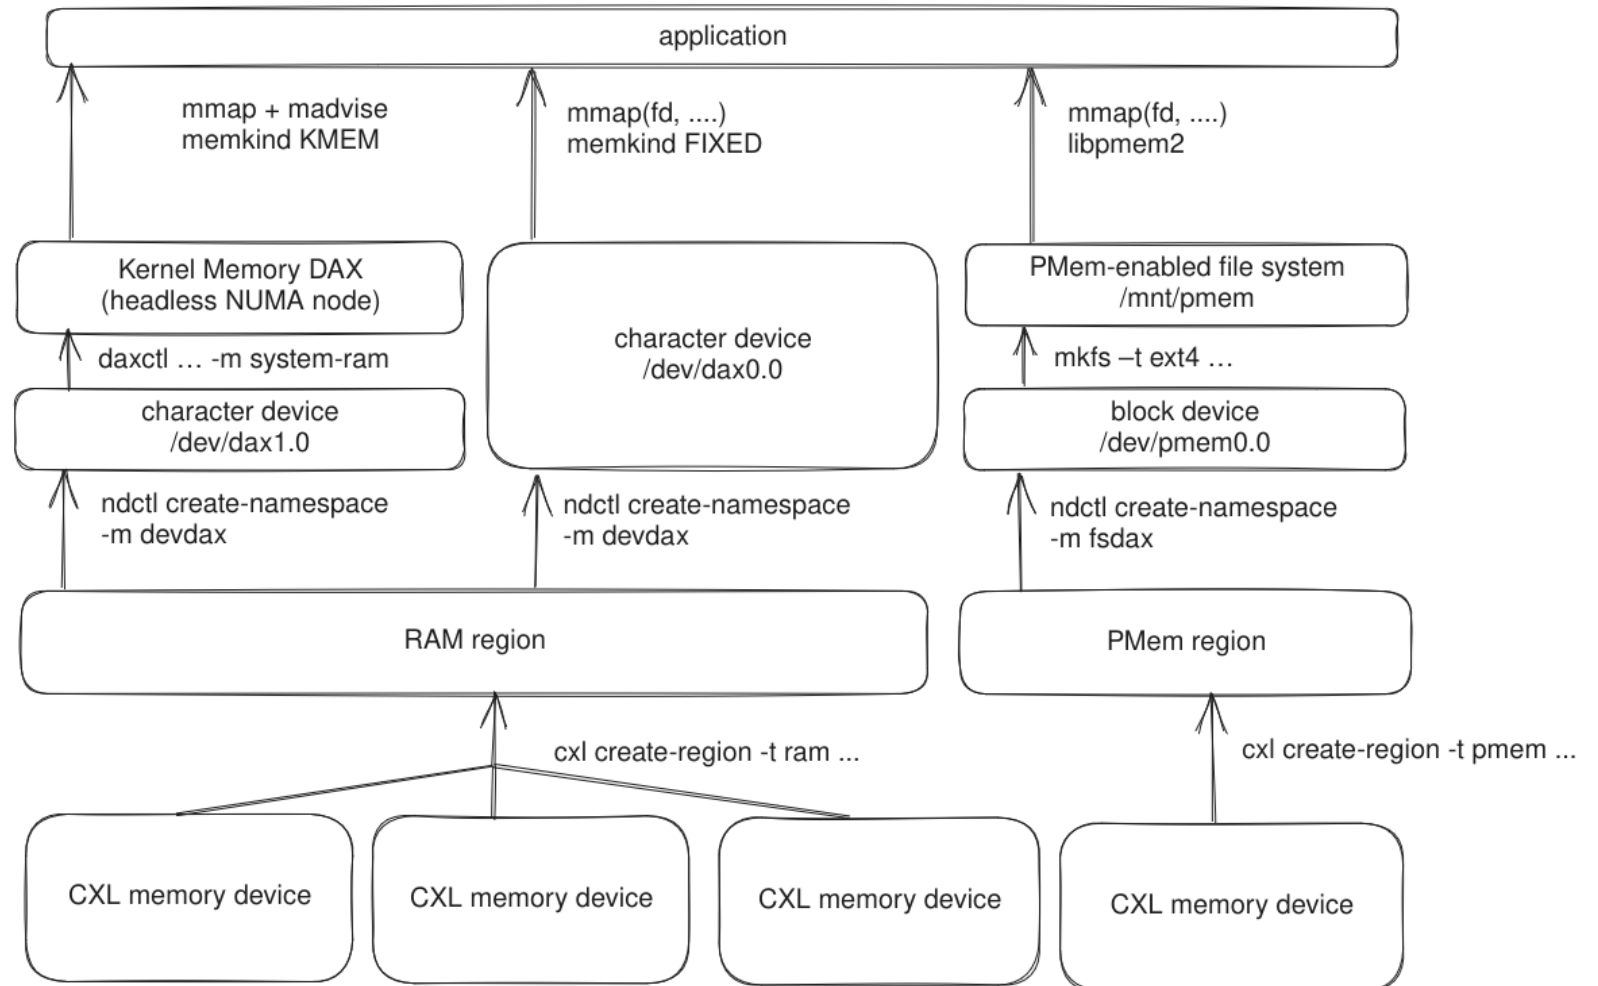 application
mmap + madvise
memkind KMEM
mmap(fd, ....)
memkind FIXED
mmap(fd, ....)
libpmem2
Kernel Memory DAX
(headless NUMA node)
character device
/dev/dax0.0
PMem-enabled file system
/mnt/pmem
daxctl … -m system-ram
mkfs –t ext4 …
character device
/dev/dax1.0
block device
/dev/pmem0.0
ndctl create-namespace
-m devdax
ndctl create-namespace
-m devdax
ndctl create-namespace
-m fsdax
RAM region
PMem region
cxl create-region -t ram ...
cxl create-region -t pmem ...
CXL memory device
CXL memory device
CXL memory device
CXL memory device